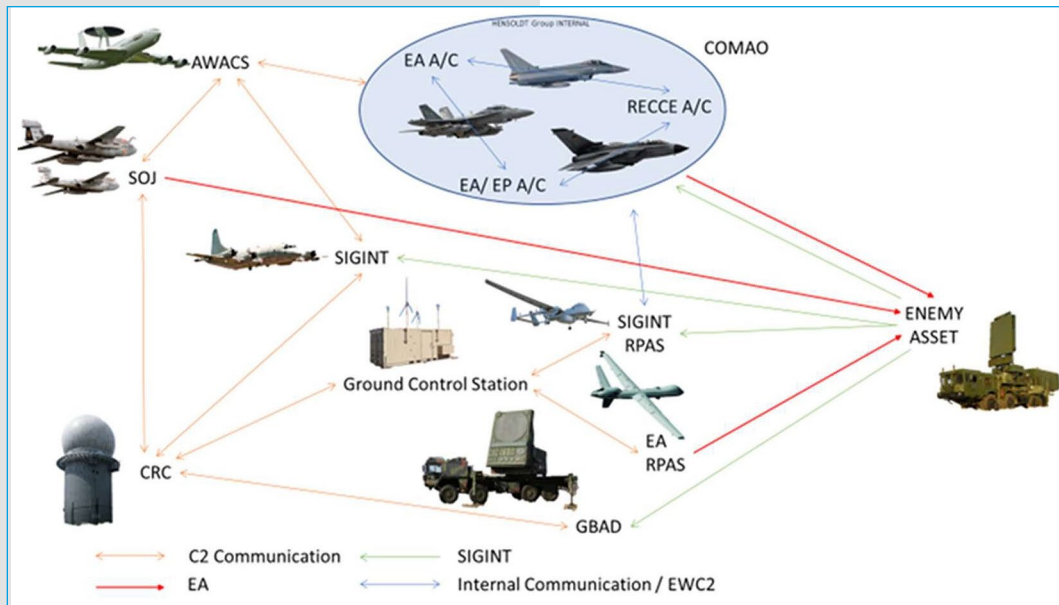 HENSOLDT Group INTERNAL
COMAO
EA A/C
AWACS
RECCE A/C
SOJ
EA/ EP A/C
SIGINT
ENEMY
ASSET
SIGINT
RPAS
Ground Control Station
EA
RPAS
CRC
GBAD
C2 Communication
SIGINT
EA
Internal Communication / EWC2